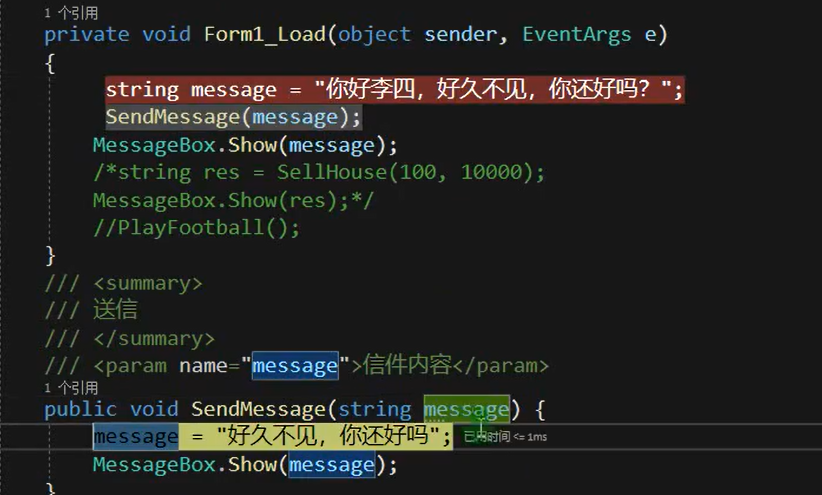 1 个引用
private void Form1_Load(object sender, EventArgs e)
{
string message = "你好李四，好久不见，你还好吗？";
SendMessage(message);
MessageBox.Show(message);
/*string res = SellHouse(100, 10000);
MessageBox.Show(res);*/
//PlayFootball();
}
/// <summary>
/// 送信
/// </summary>
/// <param name="message">信件内容</param>
1 个引用
public void SendMessage(string message) {
message = "好久不见，你还好吗"; 已用时间 <= 1ms
MessageBox.Show(message);
}